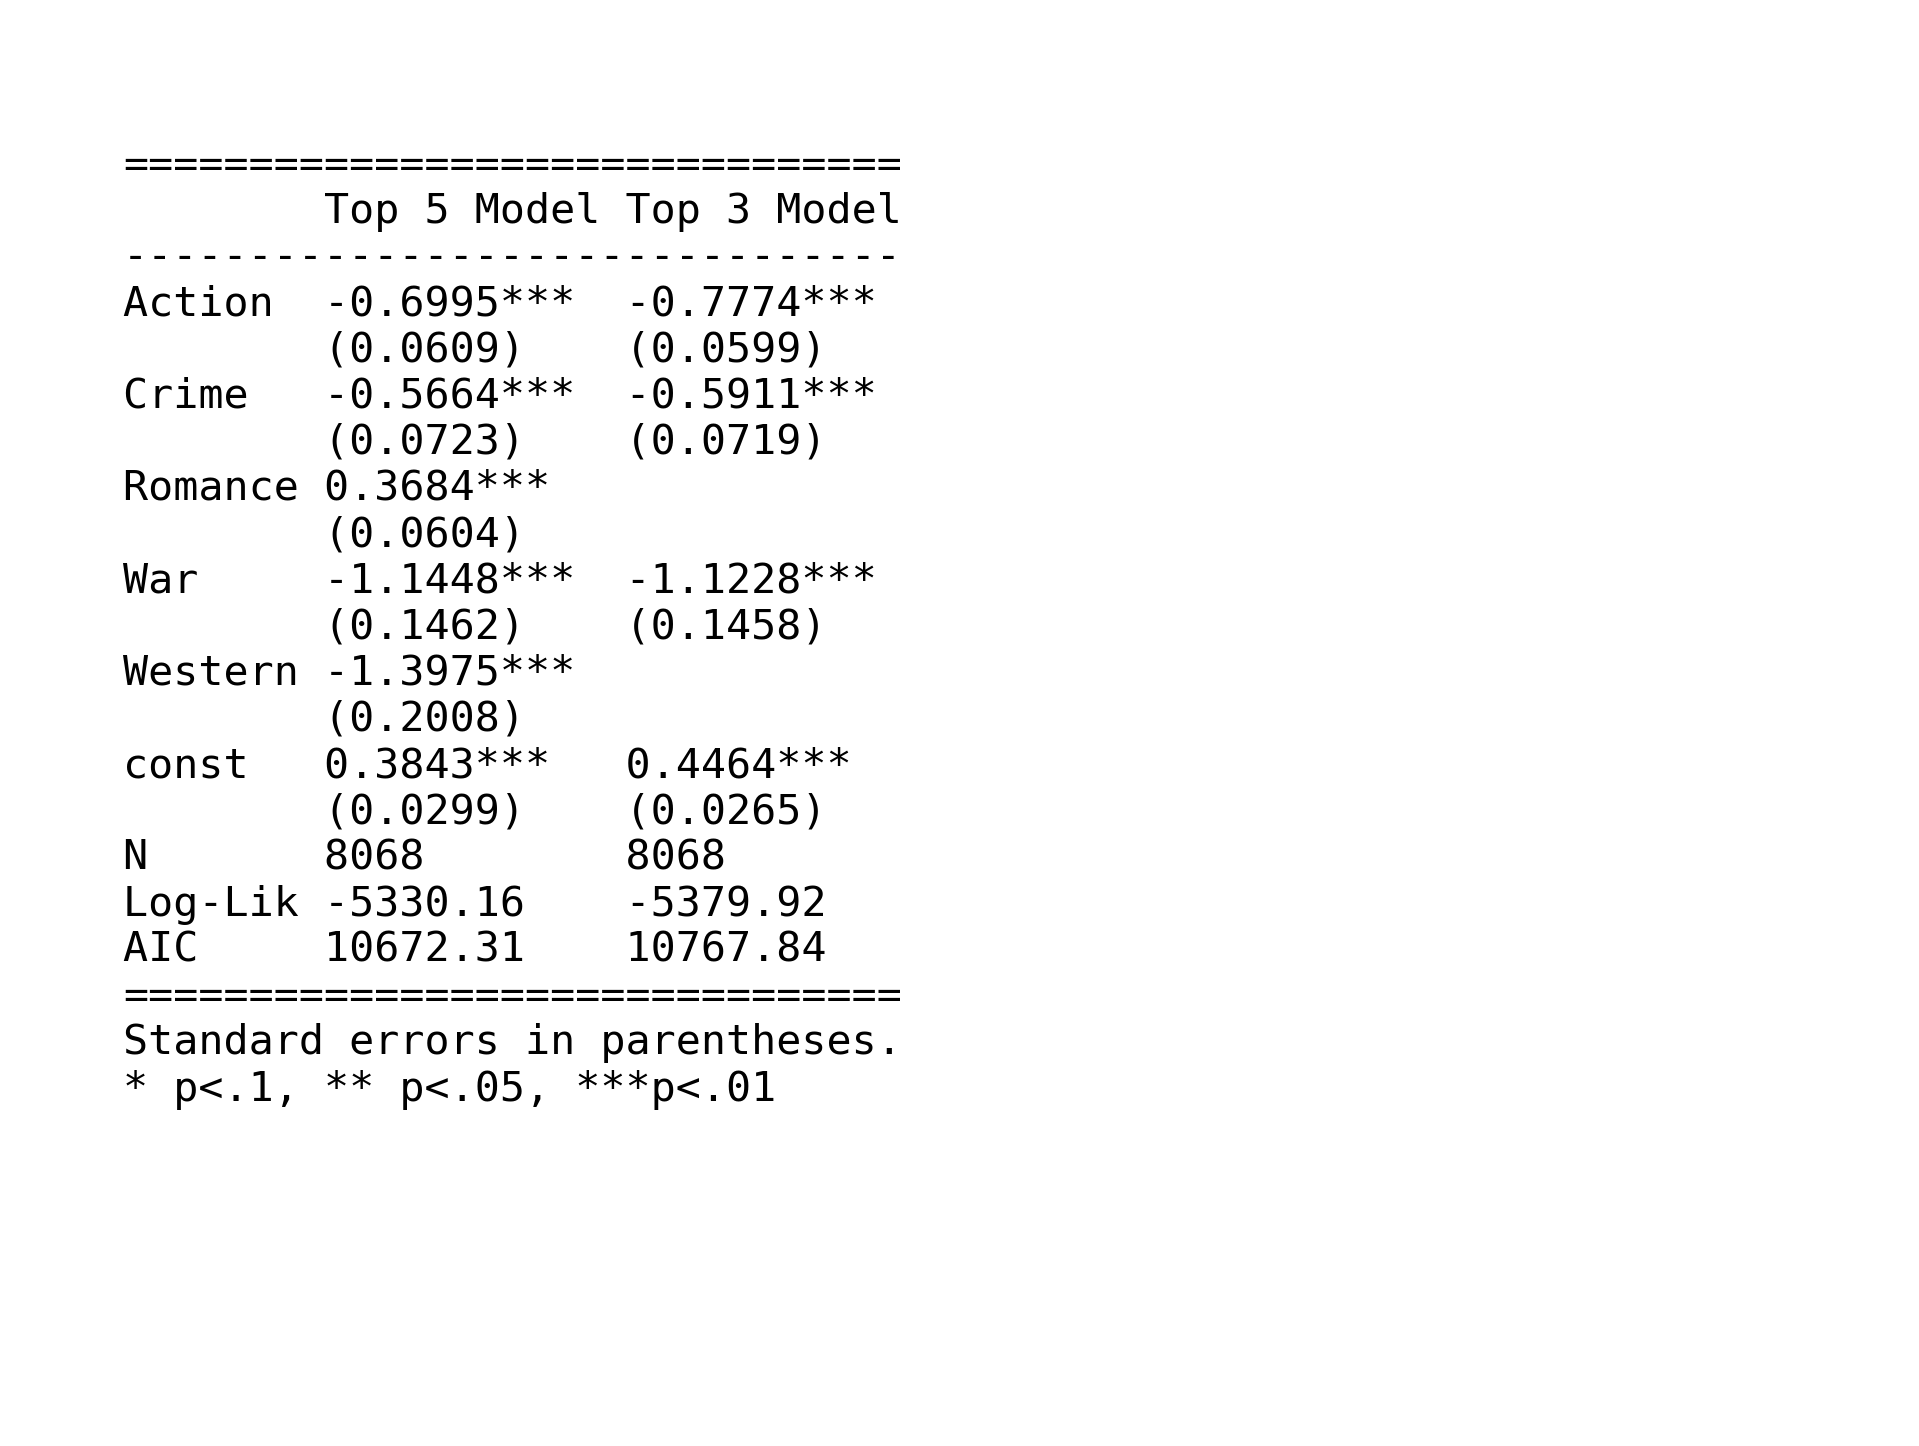 ===============================
        Top 5 Model Top 3 Model
-------------------------------
Action  -0.6995***  -0.7774***
        (0.0609)    (0.0599)
Crime   -0.5664***  -0.5911***
        (0.0723)    (0.0719)
Romance 0.3684***
        (0.0604)
War     -1.1448***  -1.1228***
        (0.1462)    (0.1458)
Western -1.3975***
        (0.2008)
const   0.3843***   0.4464***
        (0.0299)    (0.0265)
N       8068        8068
Log-Lik -5330.16    -5379.92
AIC     10672.31    10767.84
===============================
Standard errors in parentheses.
* p<.1, ** p<.05, ***p<.01